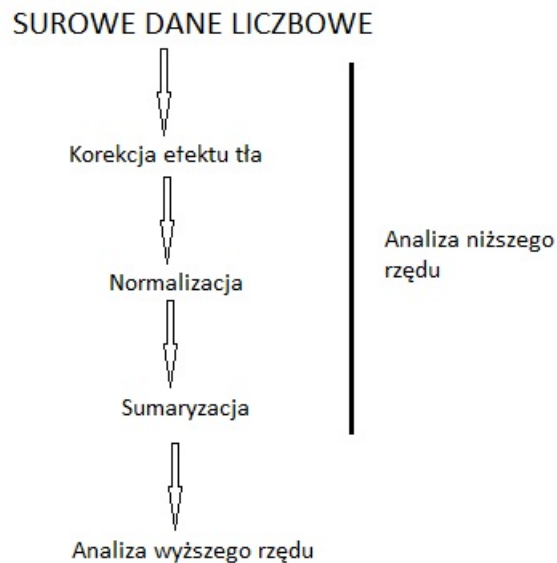 SUROWE DANE LICZBOWE
Korekcja efektu tła
Normalizacja
Analiza niższego
rzędu
Sumaryzacja
Analiza wyższego rzędu